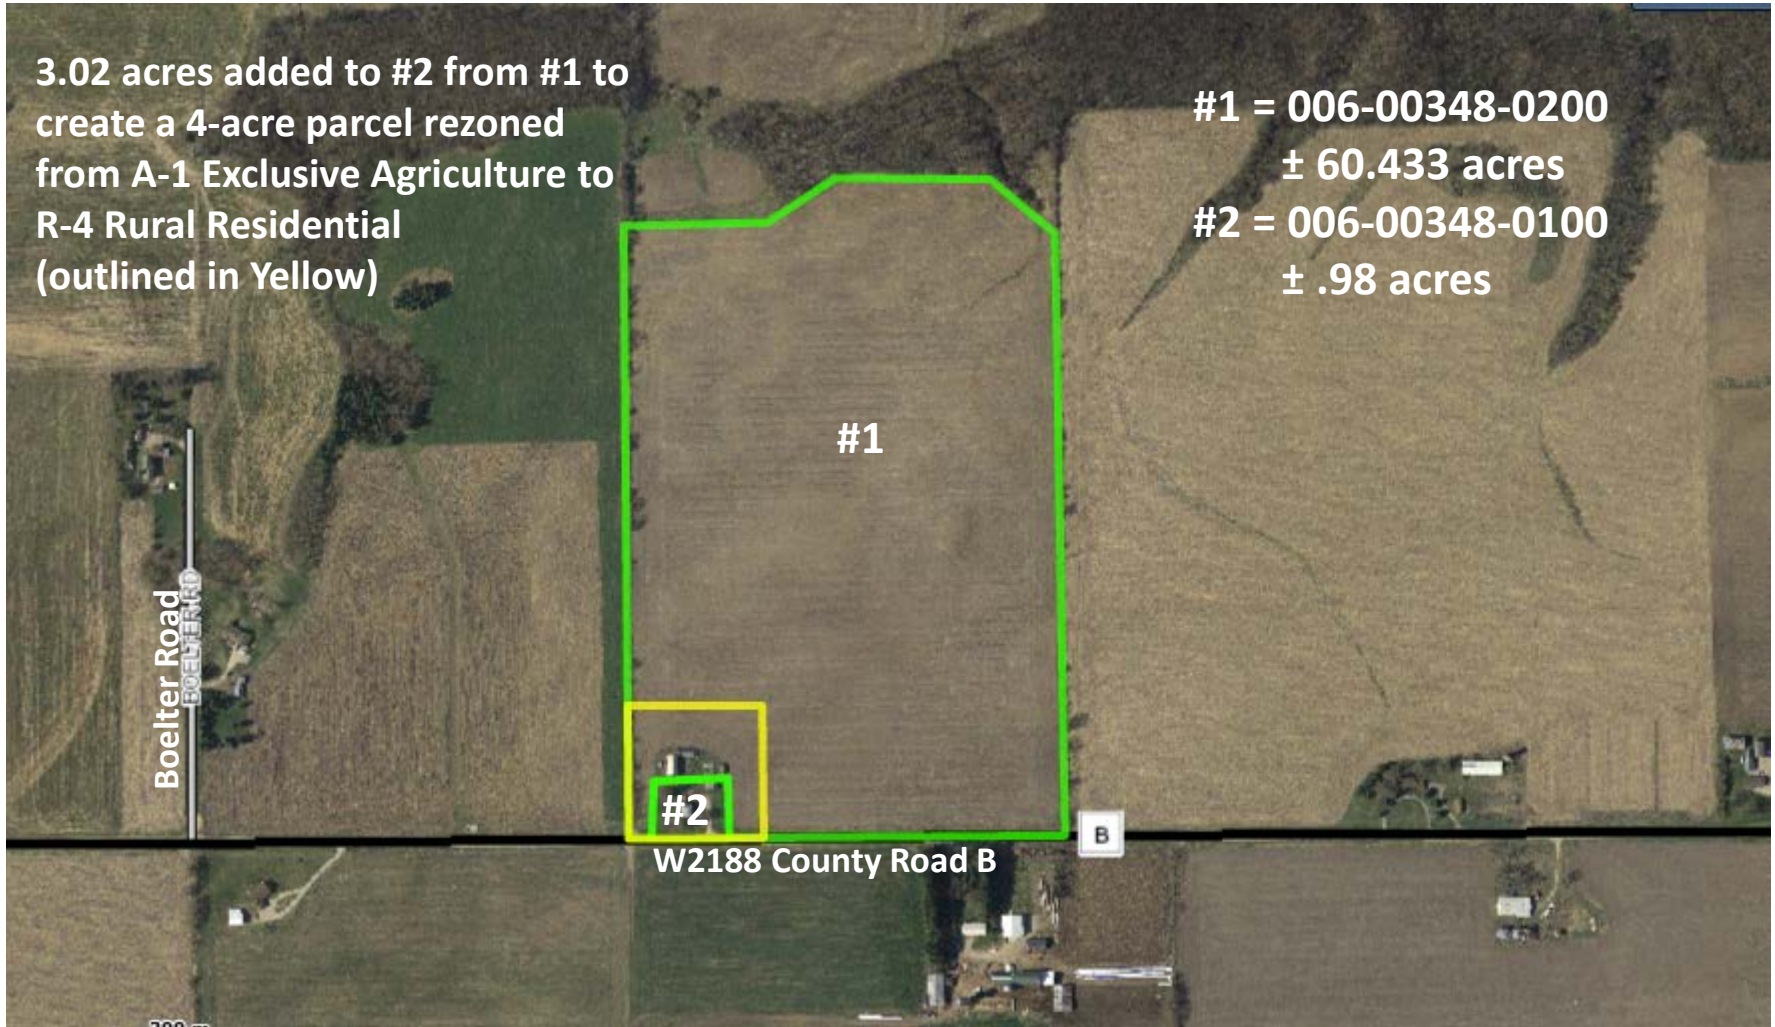 3.02 acres added to #2 from #1 to
create a 4-acre parcel rezoned
from A-1 Exclusive Agriculture to
R-4 Rural Residential
(outlined in Yellow)
#1 = 006-00348-0200
± 60.433 acres
#2 = 006-00348-0100
± .98 acres
#1
Boelter Road
BOELTER RD
#2
B
W2188 County Road B